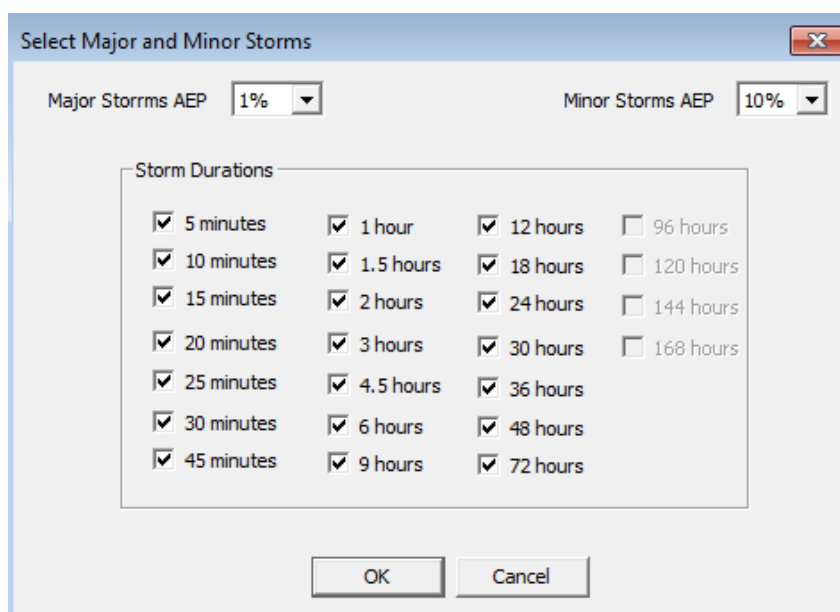 Select Major and Minor Storms
Major Storrms AEP 1% Minor Storms AEP 10%
Storm Durations
5 minutes 1 hour 12 hours 96 hours
10 minutes 1.5 hours 18 hours 120 hours
15 minutes 2 hours 24 hours 144 hours
20 minutes 3 hours 30 hours 168 hours
25 minutes 4.5 hours 36 hours
30 minutes 6 hours 48 hours
45 minutes 9 hours 72 hours
OK Cancel